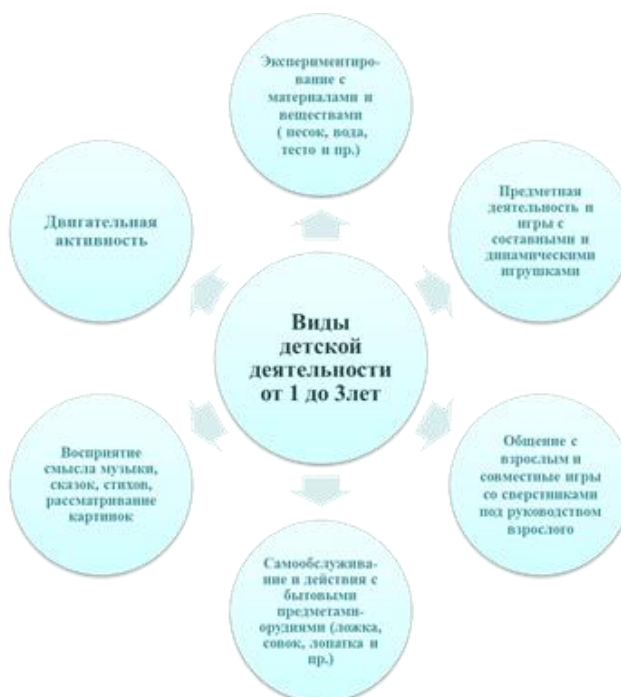 Экспериментиро-
вание с
материалами и
веществами
( песок, вода,
тесто и пр.)
Двигательная
активность
Предметная
деятельность и
игры с
составными и
динамическими
игрушками
Виды
детской
деятельности
от 1 до 3лет
Восприятие
смысла музыки,
сказок, стихов,
рассматривание
картинок
Общение с
взрослым и
совместные игры
со сверстниками
под руководством
взрослого
Самообслужива-
ние и действия с
бытовыми
предметами-
орудиями (ложка,
совок, лопатка и
пр.)